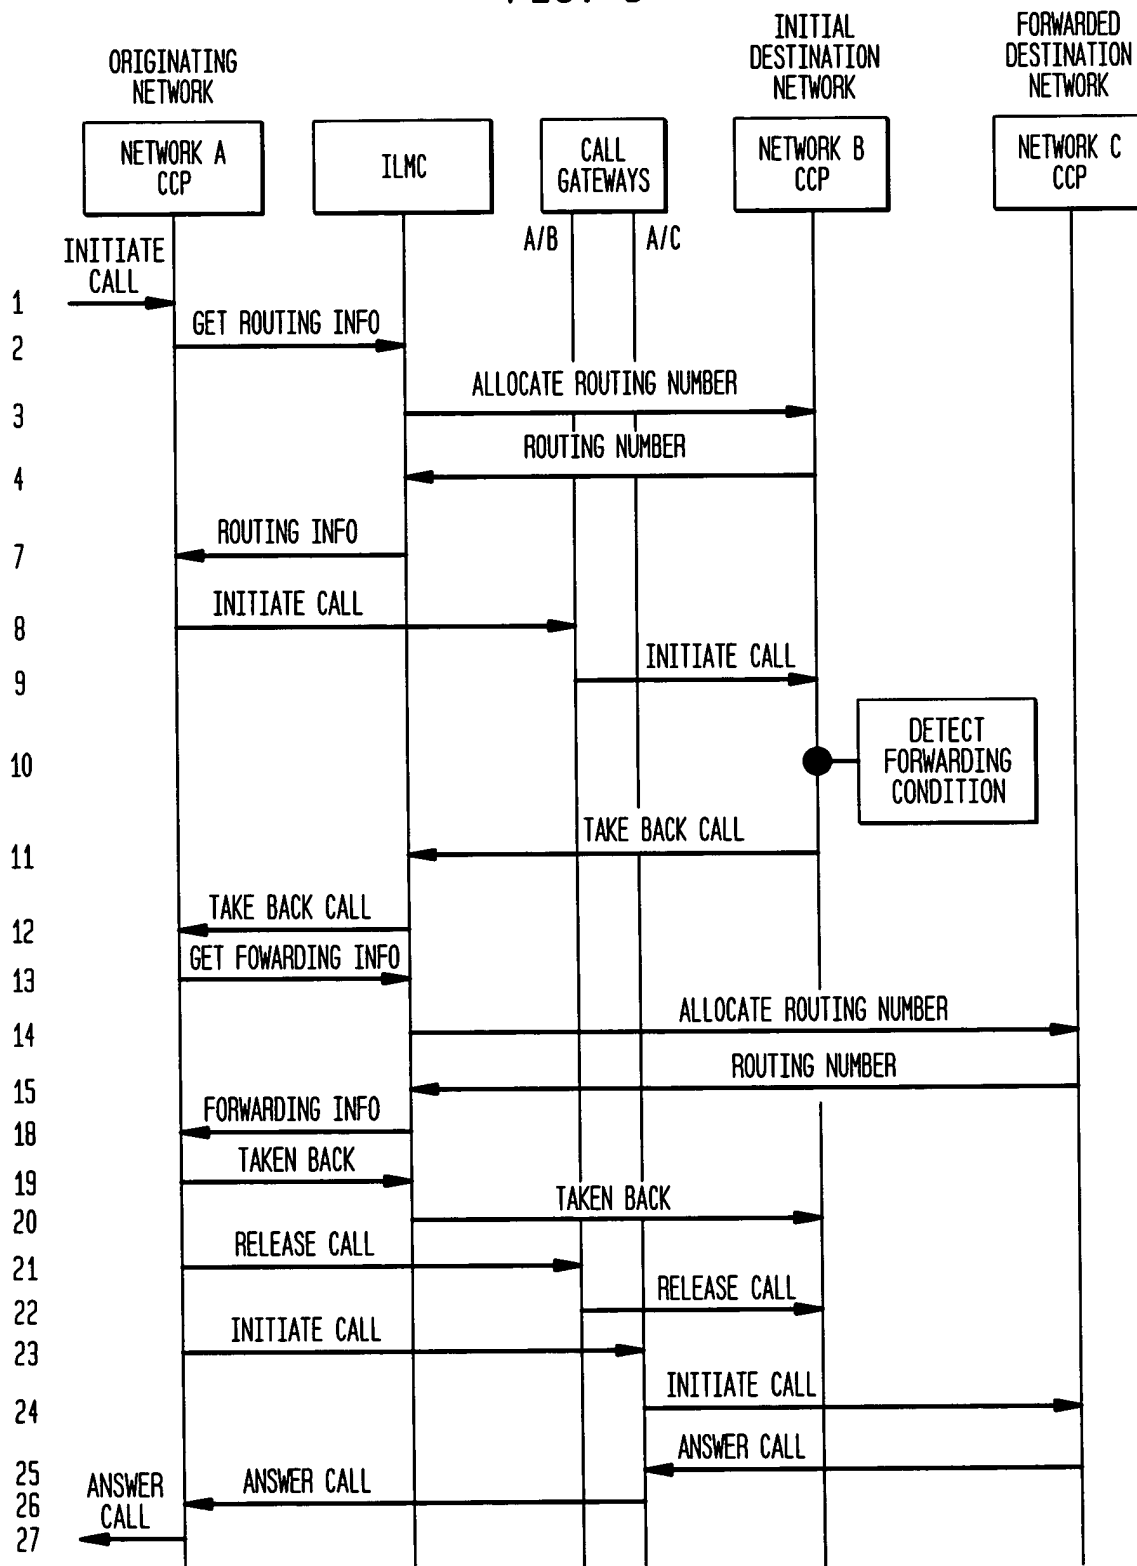 INITIAL
DESTINATION
NETWORK
FORWARDED
DESTINATION
NETWORK
ORIGINATING
NETWORK
NETWORK A
CCP
ILMC
CALL
GATEWAYS
NETWORK B
CCP
NETWORK C
CCP
A/B
A/C
INITIATE
CALL
1
GET ROUTING INFO
2
ALLOCATE ROUTING NUMBER
3
ROUTING NUMBER
4
ROUTING INFO
7
INITIATE CALL
8
INITIATE CALL
9
DETECT
FORWARDING
CONDITION
10
TAKE BACK CALL
11
TAKE BACK CALL
12
GET FOWARDING INFO
13
ALLOCATE ROUTING NUMBER
14
ROUTING NUMBER
15
FORWARDING INFO
18
TAKEN BACK
19
TAKEN BACK
20
RELEASE CALL
21
RELEASE CALL
22
INITIATE CALL
23
INITIATE CALL
24
ANSWER CALL
25
ANSWER CALL
26
ANSWER
CALL
27